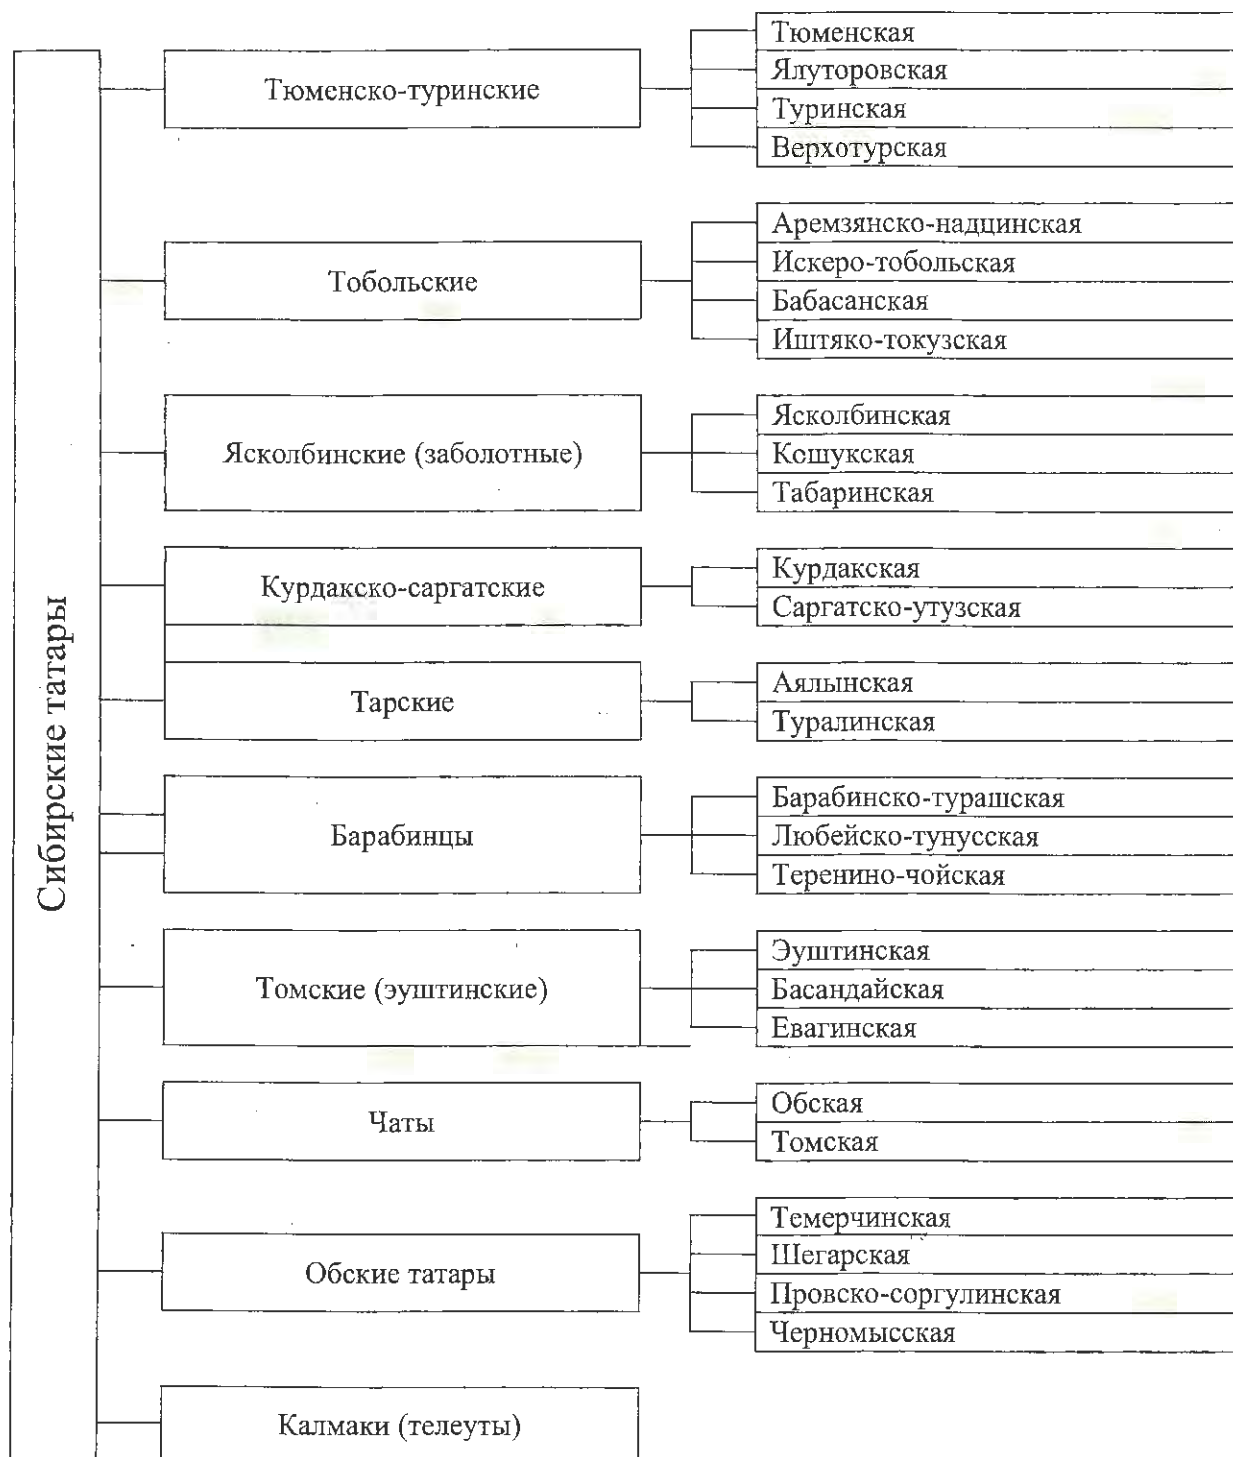 Сибирские татары
Тюменско-туринские
Тюменская
Ялуторовская
Туринская
Верхотурская
Тобольские
Аремзянско-надцинская
Искеро-тобольская
Бабасанская
Иштяко-токузская
Ясколбинские (заболотные)
Ясколбинская
Кошукская
Табаринская
Курдакско-саргатские
Курдакская
Саргатско-утузская
Тарские
Аялынская
Туралинская
Барабинцы
Барабинско-турашская
Любейско-тунусская
Теренино-чойская
Томские (эуштинские)
Эуштинская
Басандайская
Евагинская
Чаты
Обская
Томская
Обские татары
Темерчинская
Шегарская
Провско-соргулинская
Черномысская
Калмаки (телеуты)